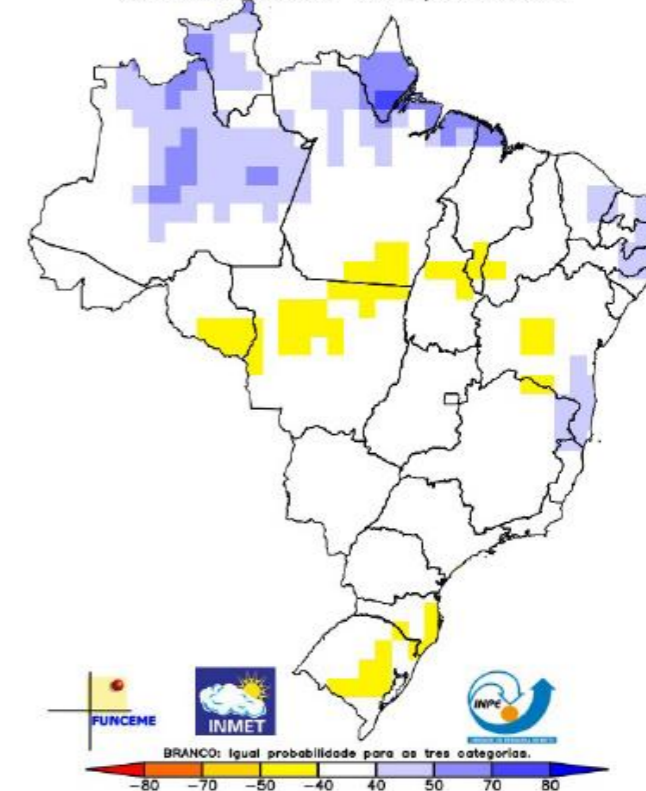 FUNCEME
INMET
INPE
BRANCO: Igual probabilidade para as tres categorias.
-80 -70 -50 -40 40 50 70 80